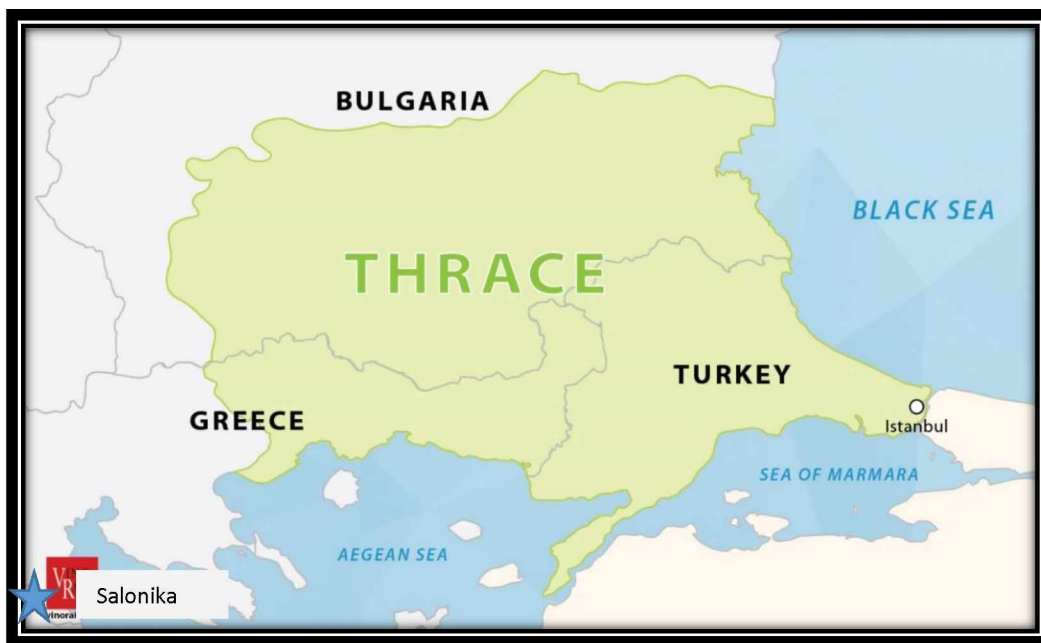 BULGARIA
BLACK SEA
THRACE
TURKEY
GREECE
Istanbul
SEA OF MARMARA
AEGEAN SEA
Salonika